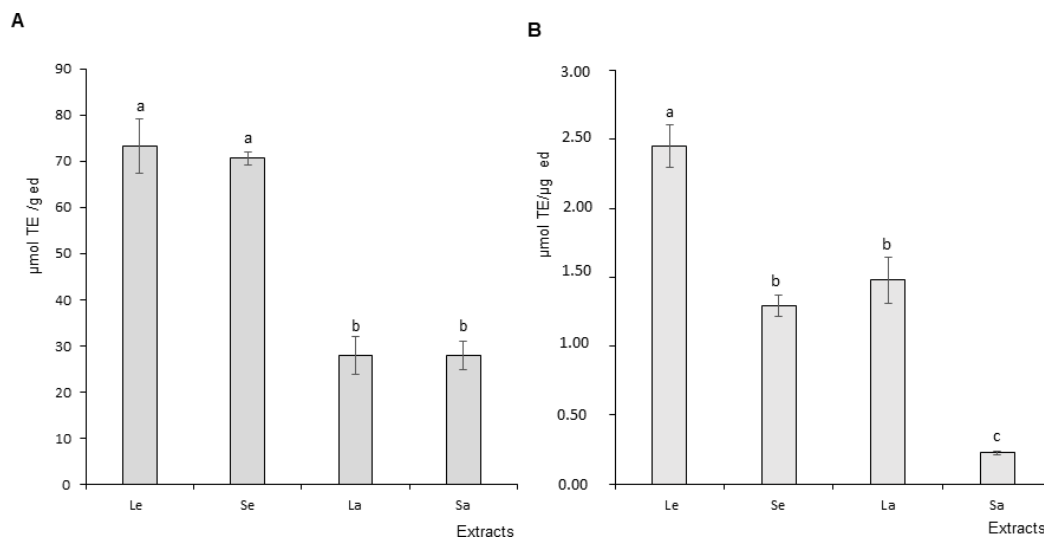 A
µmol TE /g ed
90
80
70
60
50
40
30
20
10
0
a
a
b
b
Le
Se
La
Sa
Extracts
B
µmol TE/µg ed
3.00
2.50
2.00
1.50
1.00
0.50
0.00
a
b
b
c
Le
Se
La
Sa
Extracts